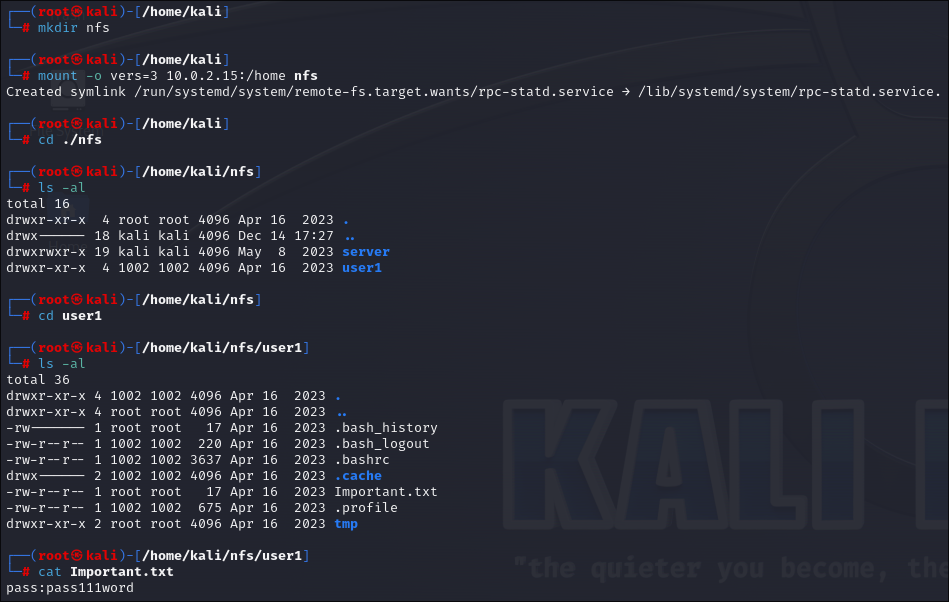 ┌──(root㉿kali)-[/home/kali]
└─# mkdir nfs
┌──(root㉿kali)-[/home/kali]
└─# mount -o vers=3 10.0.2.15:/home nfs
Created symlink /run/systemd/system/remote-fs.target.wants/rpc-statd.service → /lib/systemd/system/rpc-statd.service.
┌──(root㉿kali)-[/home/kali]
└─# cd ./nfs
┌──(root㉿kali)-[/home/kali/nfs]
└─# ls -al
total 16
drwxr-xr-x  4 root root 4096 Apr 16  2023 .
drwx------ 18 kali kali 4096 Dec 14 17:27 ..
drwxrwxr-x 19 kali kali 4096 May  8  2023 server
drwxr-xr-x  4 1002 1002 4096 Apr 16  2023 user1
┌──(root㉿kali)-[/home/kali/nfs]
└─# cd user1
┌──(root㉿kali)-[/home/kali/nfs/user1]
└─# ls -al
total 36
drwxr-xr-x 4 1002 1002 4096 Apr 16  2023 .
drwxr-xr-x 4 root root 4096 Apr 16  2023 ..
-rw------- 1 root root   17 Apr 16  2023 .bash_history
-rw-r--r-- 1 1002 1002  220 Apr 16  2023 .bash_logout
-rw-r--r-- 1 1002 1002 3637 Apr 16  2023 .bashrc
drwx------ 2 1002 1002 4096 Apr 16  2023 .cache
-rw-r--r-- 1 root root   17 Apr 16  2023 Important.txt
-rw-r--r-- 1 1002 1002  675 Apr 16  2023 .profile
drwxr-xr-x 2 root root 4096 Apr 16  2023 tmp
KALI
"the quieter you become, the
┌──(root㉿kali)-[/home/kali/nfs/user1]
└─# cat Important.txt
pass:pass111word